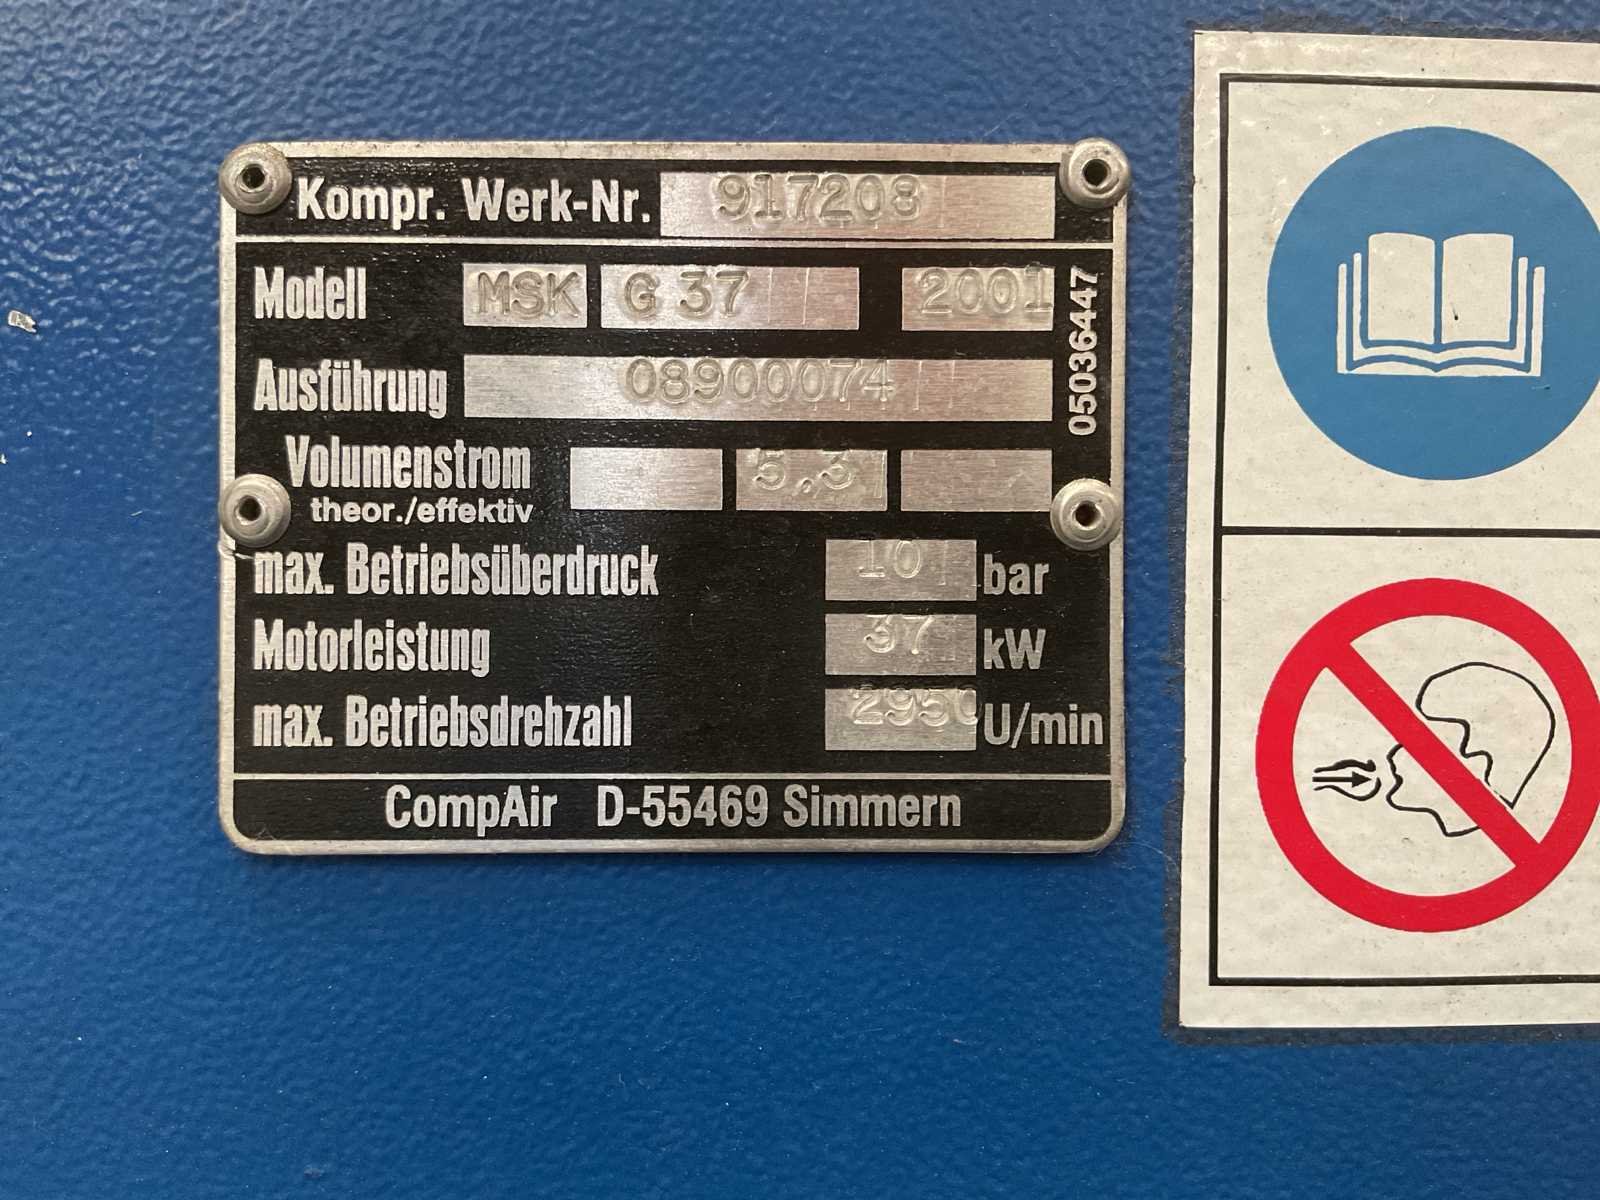 Kompr. Werk-Nr. 917208
Modell MSK G 37 2001
Ausführung 08900074
05036447
Volumenstrom 5,3
theor./effektiv
max. Betriebsüberdruck 10 bar
Motorleistung 37 kW
max. Betriebsdrehzahl 2950 U/min
CompAir D-55469 Simmern